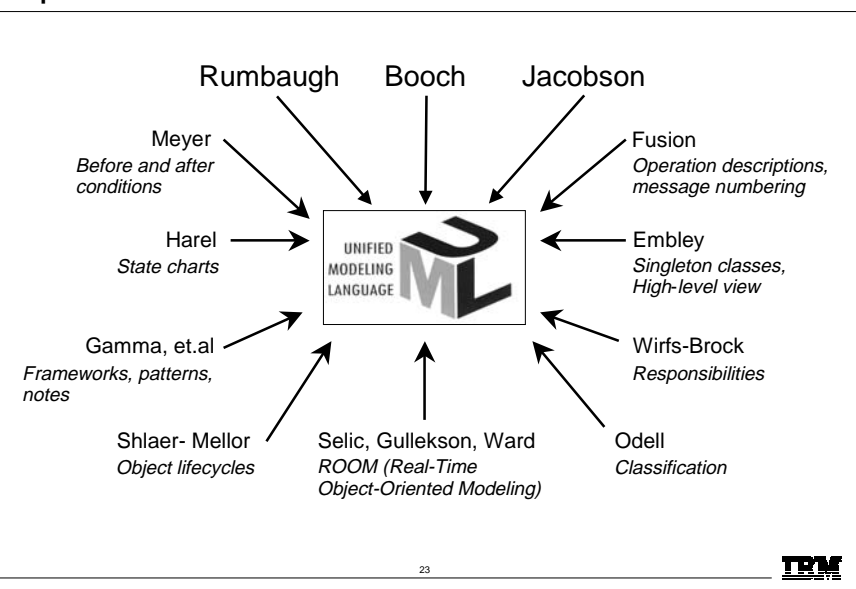 Rumbaugh Booch Jacobson
Meyer
Before and after
conditions
Fusion
Operation descriptions,
message numbering
Harel
State charts
UNIFIED
MODELING
LANGUAGE
UML
Embley
Singleton classes,
High-level view
Gamma, et.al
Frameworks, patterns,
notes
Wirfs-Brock
Responsibilities
Shlaer- Mellor
Object lifecycles
Selic, Gullekson, Ward
ROOM (Real-Time
Object-Oriented Modeling)
Odell
Classification
23
IBM